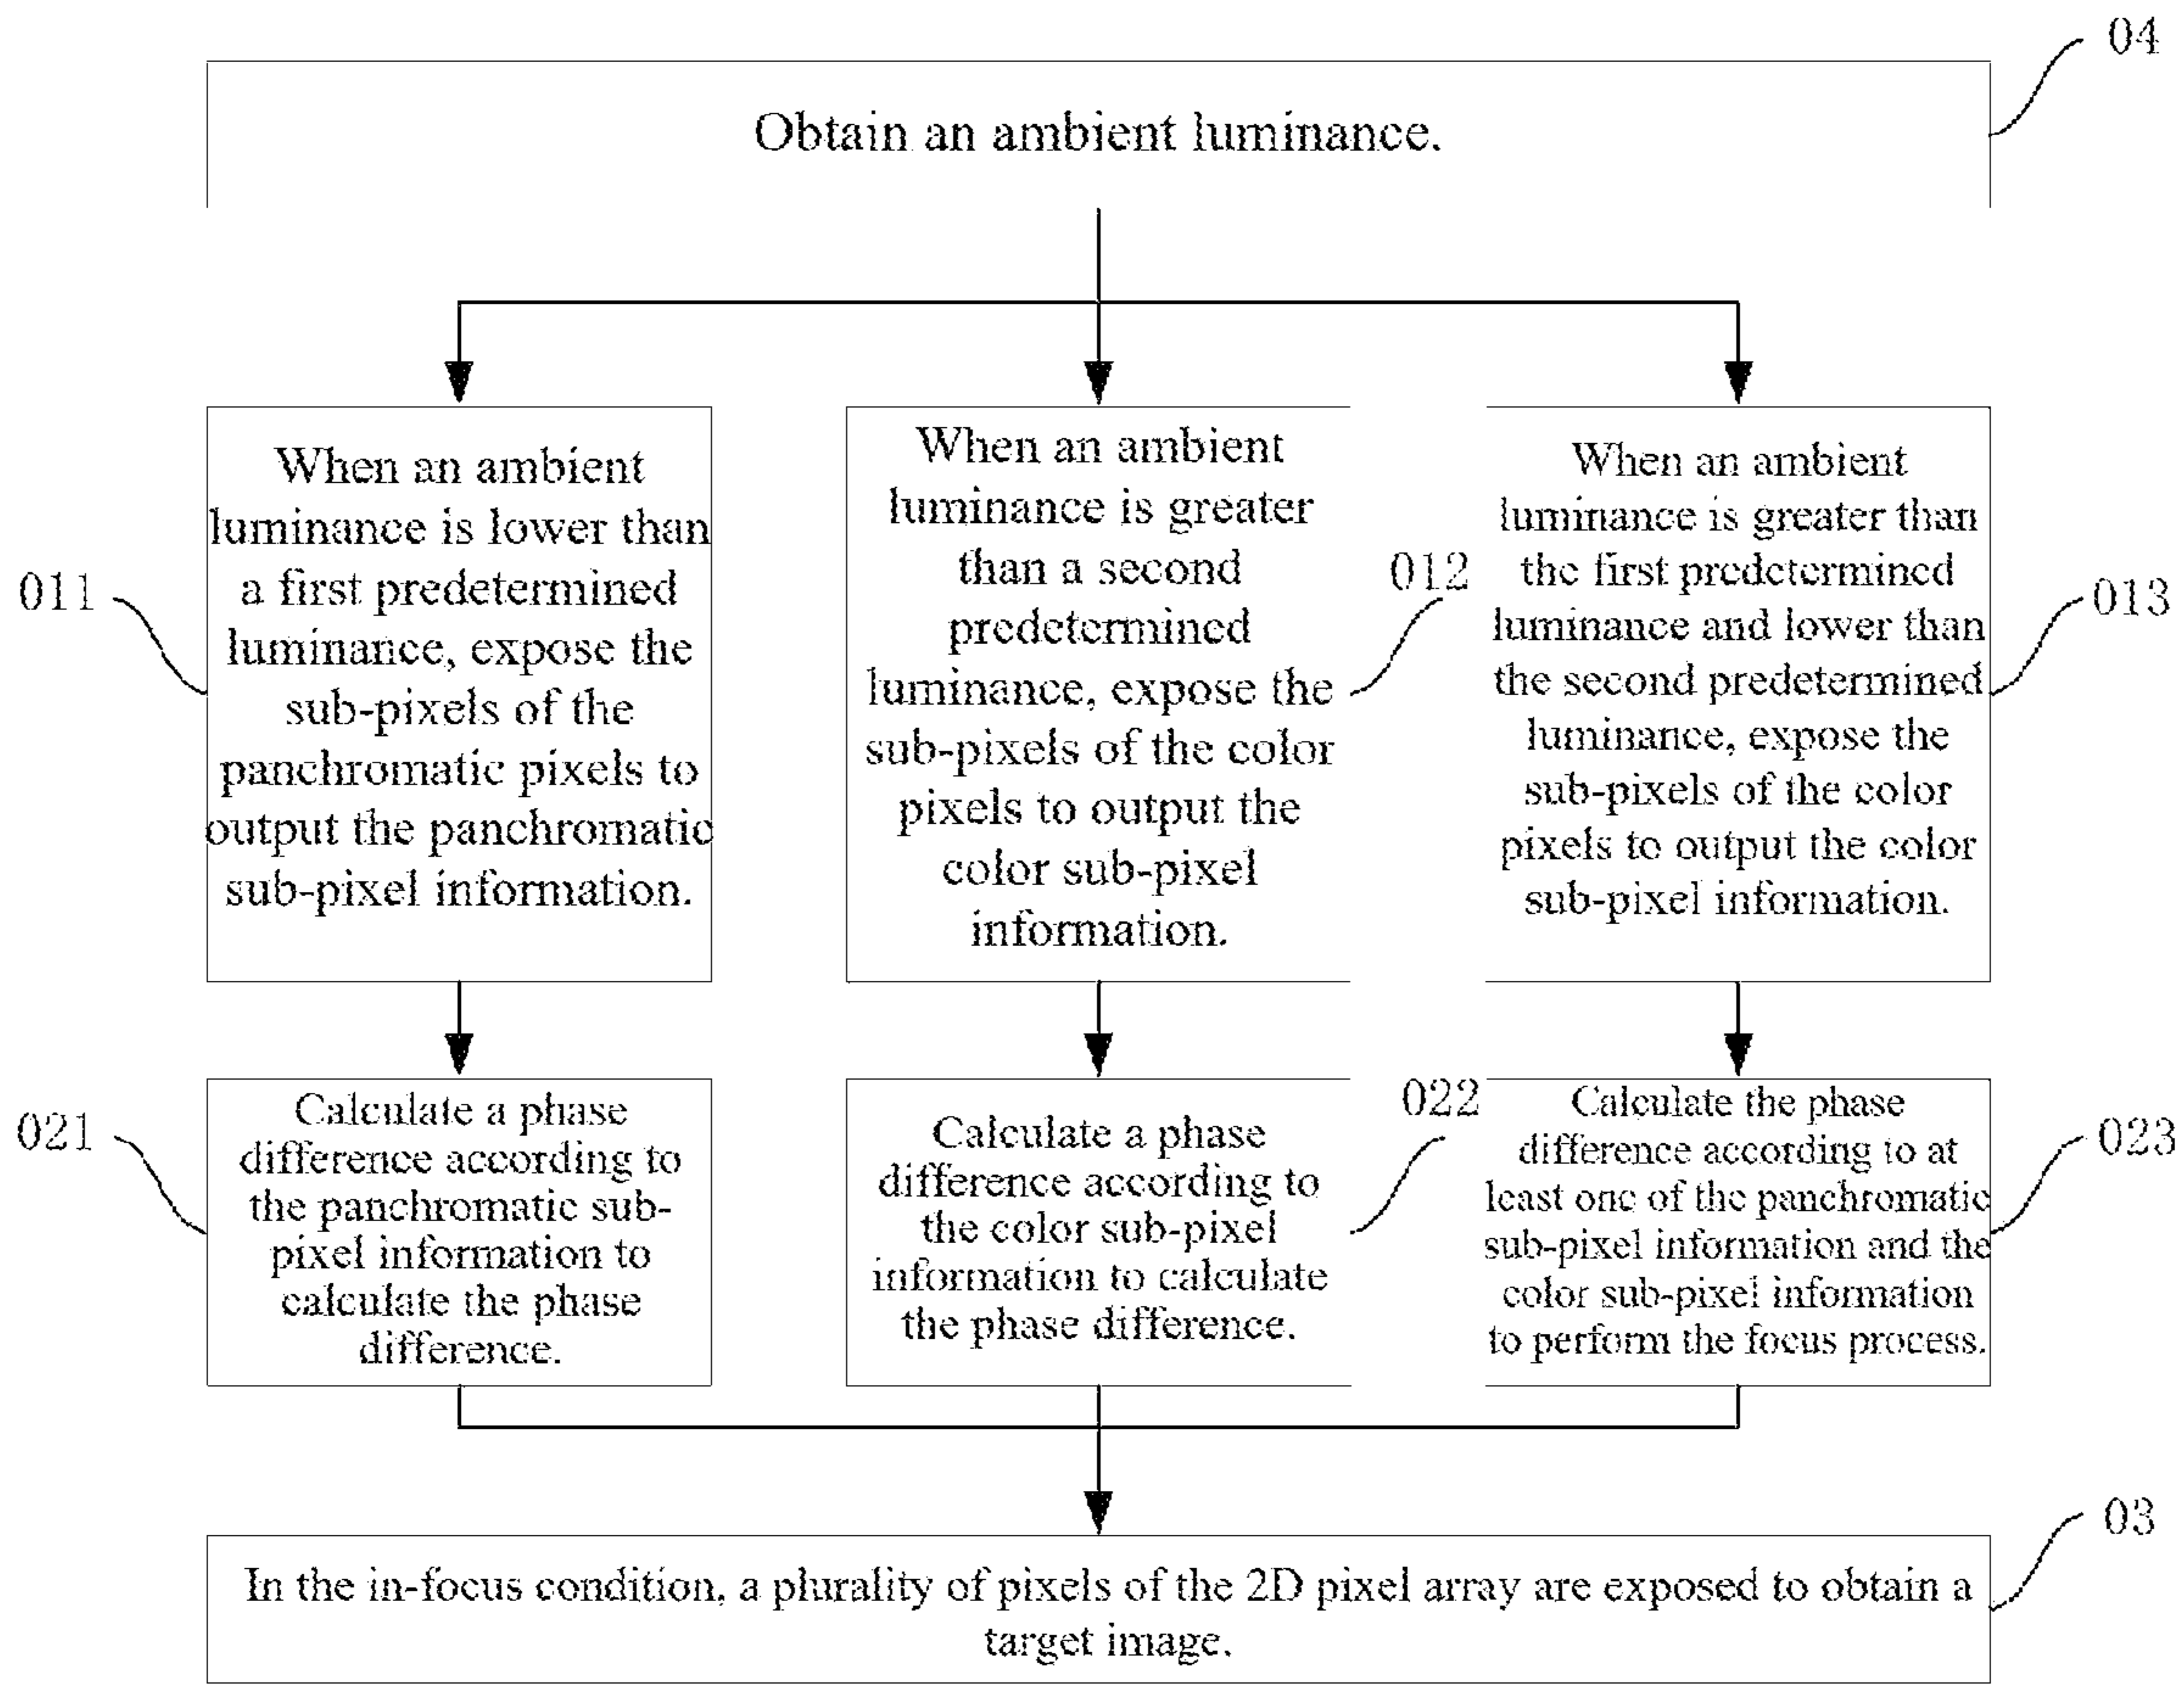 04
Obtain an ambient luminance.
When an ambient
luminance is lower than
a first predetermined
luminance, expose the
sub-pixels of the
panchromatic pixels to
output the panchromatic
sub-pixel information.
011
When an ambient
luminance is greater
than a second
predetermined
luminance, expose the
sub-pixels of the color
pixels to output the
color sub-pixel
information.
012
When an ambient
luminance is greater than
the first predetermined
luminance and lower than
the second predetermined
luminance, expose the
sub-pixels of the color
pixels to output the color
sub-pixel information.
013
Calculate a phase
difference according to
the panchromatic sub-
pixel information to
calculate the phase
difference.
021
Calculate a phase
difference according to
the color sub-pixel
information to calculate
the phase difference.
022
Calculate the phase
difference according to at
least one of the panchromatic
sub-pixel information and the
color sub-pixel information
to perform the focus process.
023
03
In the in-focus condition, a plurality of pixels of the 2D pixel array are exposed to obtain a
target image.